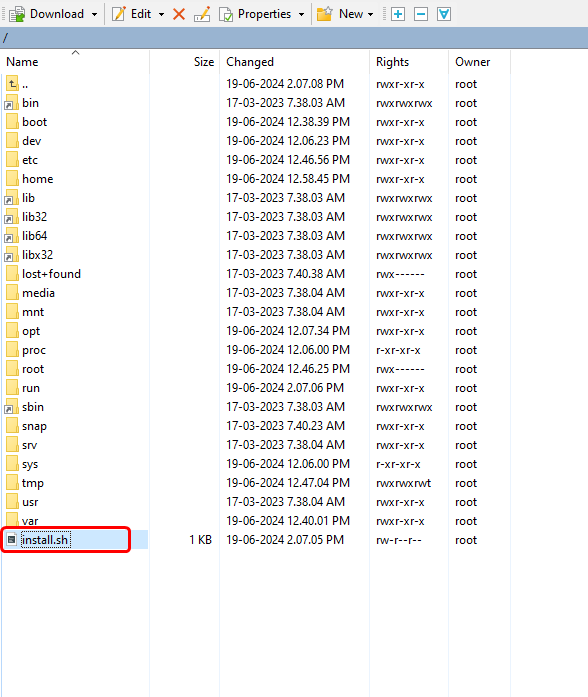 Download Edit Properties New
/
Name Size Changed Rights Owner
.. 19-06-2024 2.07.08 PM rwxr-xr-x root
bin 17-03-2023 7.38.03 AM rwxrwxrwx root
boot 19-06-2024 12.38.39 PM rwxr-xr-x root
dev 19-06-2024 12.06.23 PM rwxr-xr-x root
etc 19-06-2024 12.46.56 PM rwxr-xr-x root
home 19-06-2024 12.58.45 PM rwxr-xr-x root
lib 17-03-2023 7.38.03 AM rwxrwxrwx root
lib32 17-03-2023 7.38.03 AM rwxrwxrwx root
lib64 17-03-2023 7.38.03 AM rwxrwxrwx root
libx32 17-03-2023 7.38.03 AM rwxrwxrwx root
lost+found 17-03-2023 7.40.38 AM rwx------ root
media 17-03-2023 7.38.04 AM rwxr-xr-x root
mnt 17-03-2023 7.38.04 AM rwxr-xr-x root
opt 19-06-2024 12.07.34 PM rwxr-xr-x root
proc 19-06-2024 12.06.00 PM r-xr-xr-x root
root 19-06-2024 12.46.25 PM rwx------ root
run 19-06-2024 2.07.06 PM rwxr-xr-x root
sbin 17-03-2023 7.38.03 AM rwxrwxrwx root
snap 17-03-2023 7.40.23 AM rwxr-xr-x root
srv 17-03-2023 7.38.04 AM rwxr-xr-x root
sys 19-06-2024 12.06.00 PM r-xr-xr-x root
tmp 19-06-2024 12.47.04 PM rwxrwxrwt root
usr 17-03-2023 7.38.04 AM rwxr-xr-x root
var 19-06-2024 12.40.01 PM rwxr-xr-x root
install.sh 1 KB 19-06-2024 2.07.05 PM rw-r--r-- root